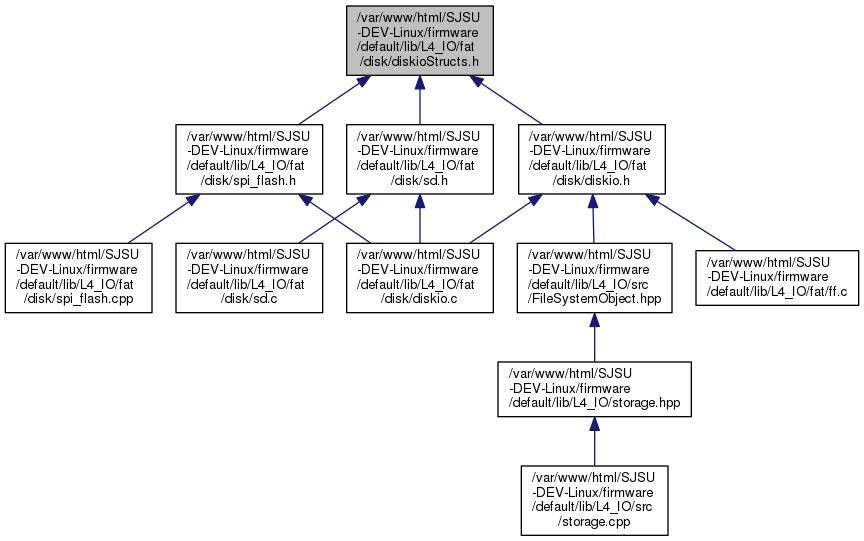 /var/www/html/SJSU
-DEV-Linux/firmware
/default/lib/L4_IO/fat
/disk/diskioStructs.h
/var/www/html/SJSU
-DEV-Linux/firmware
/default/lib/L4_IO/fat
/disk/spi_flash.h
/var/www/html/SJSU
-DEV-Linux/firmware
/default/lib/L4_IO/fat
/disk/sd.h
/var/www/html/SJSU
-DEV-Linux/firmware
/default/lib/L4_IO/fat
/disk/diskio.h
/var/www/html/SJSU
-DEV-Linux/firmware
/default/lib/L4_IO/fat
/disk/spi_flash.cpp
/var/www/html/SJSU
-DEV-Linux/firmware
/default/lib/L4_IO/fat
/disk/sd.c
/var/www/html/SJSU
-DEV-Linux/firmware
/default/lib/L4_IO/fat
/disk/diskio.c
/var/www/html/SJSU
-DEV-Linux/firmware
/default/lib/L4_IO/src
/FileSystemObject.hpp
/var/www/html/SJSU
-DEV-Linux/firmware
/default/lib/L4_IO/fat/ff.c
/var/www/html/SJSU
-DEV-Linux/firmware
/default/lib/L4_IO/storage.hpp
/var/www/html/SJSU
-DEV-Linux/firmware
/default/lib/L4_IO/src
/storage.cpp